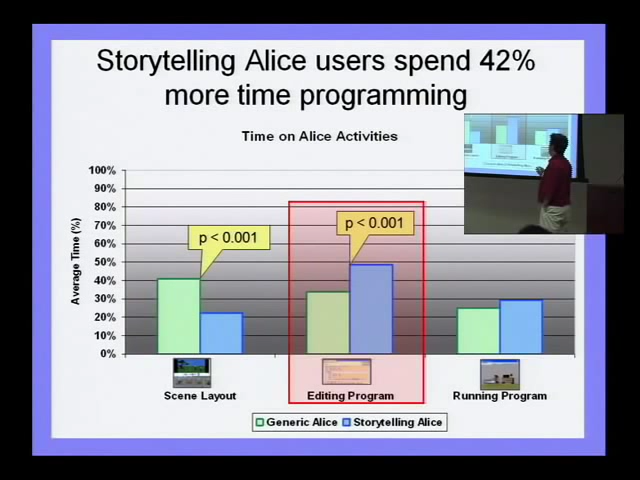 Storytelling Alice users spend 42%
more time programming
Time on Alice Activities
100%
90%
80%
70%
60%
50%
40%
30%
20%
10%
0%
Average Time (%)
p < 0.001
p < 0.001
Scene Layout
Editing Program
Running Program
Generic Alice
Storytelling Alice